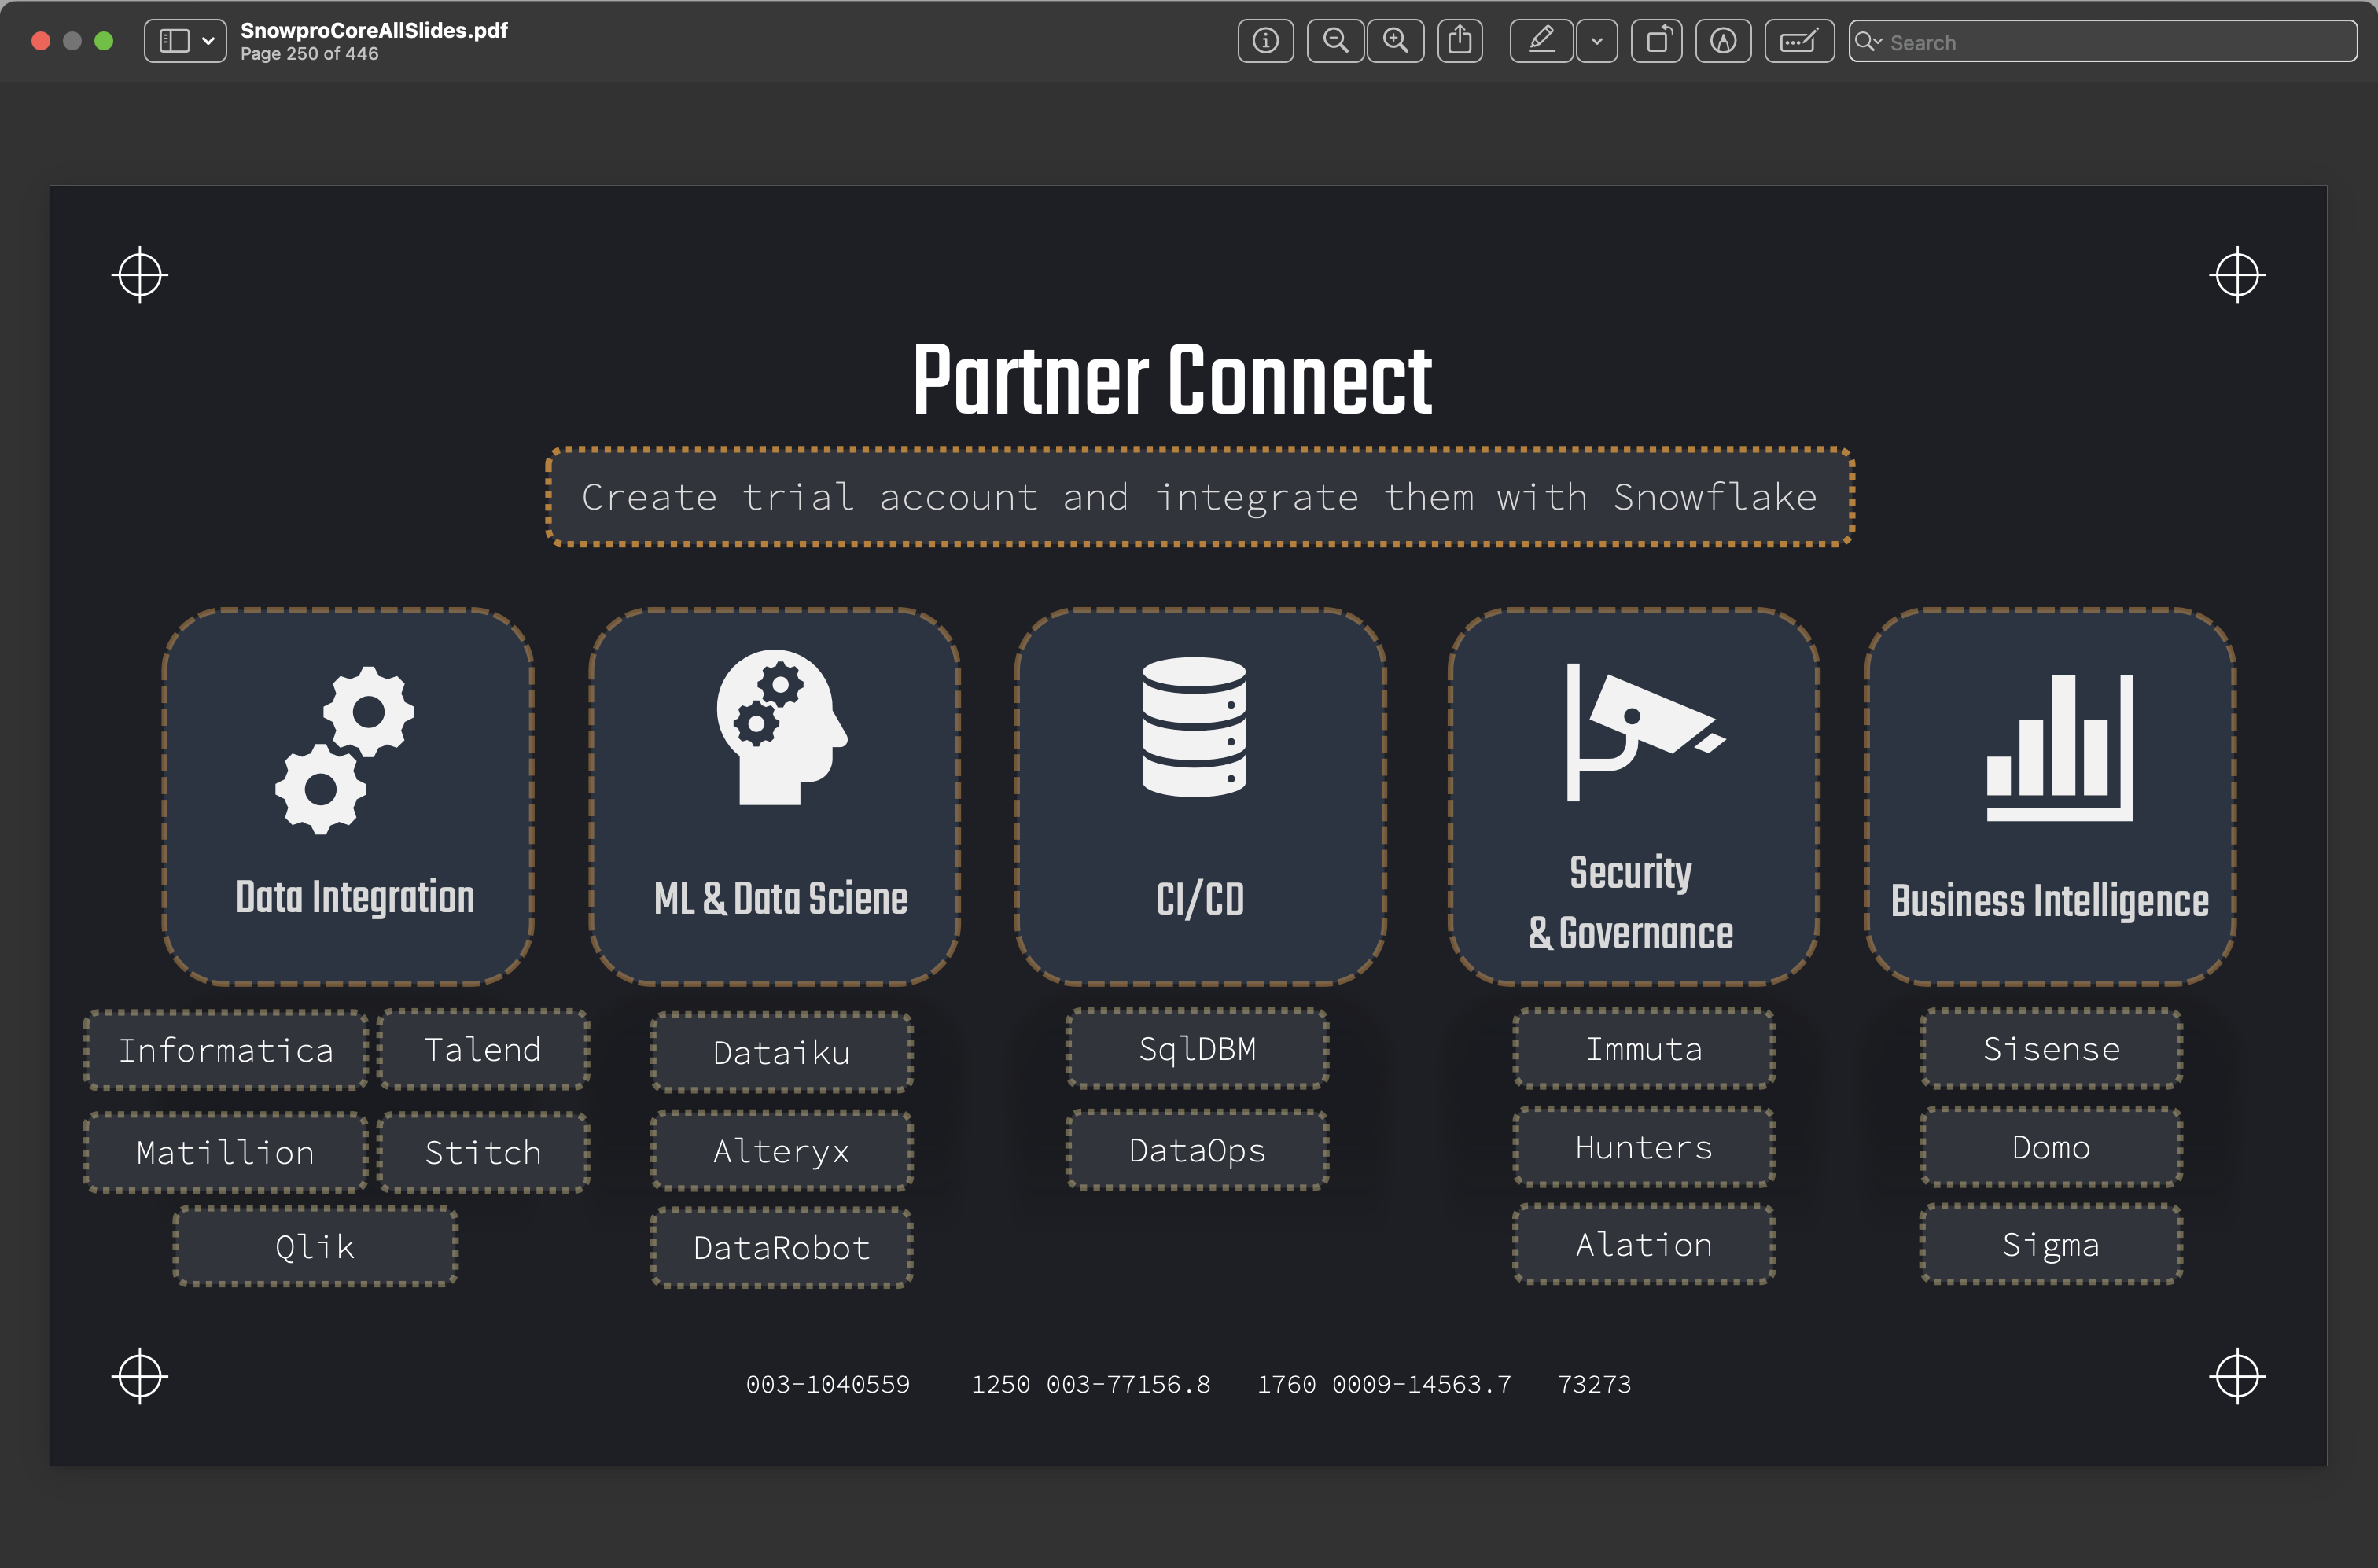 SnowproCoreAllSlides.pdf
Page 250 of 446
Search
Partner Connect
Create trial account and integrate them with Snowflake
Data Integration
ML & Data Sciene
CI/CD
Security
& Governance
Business Intelligence
Informatica
Talend
Matillion
Stitch
Qlik
Dataiku
Alteryx
DataRobot
SqlDBM
DataOps
Immuta
Hunters
Alation
Sisense
Domo
Sigma
003-1040559 1250 003-77156.8 1760 0009-14563.7 73273